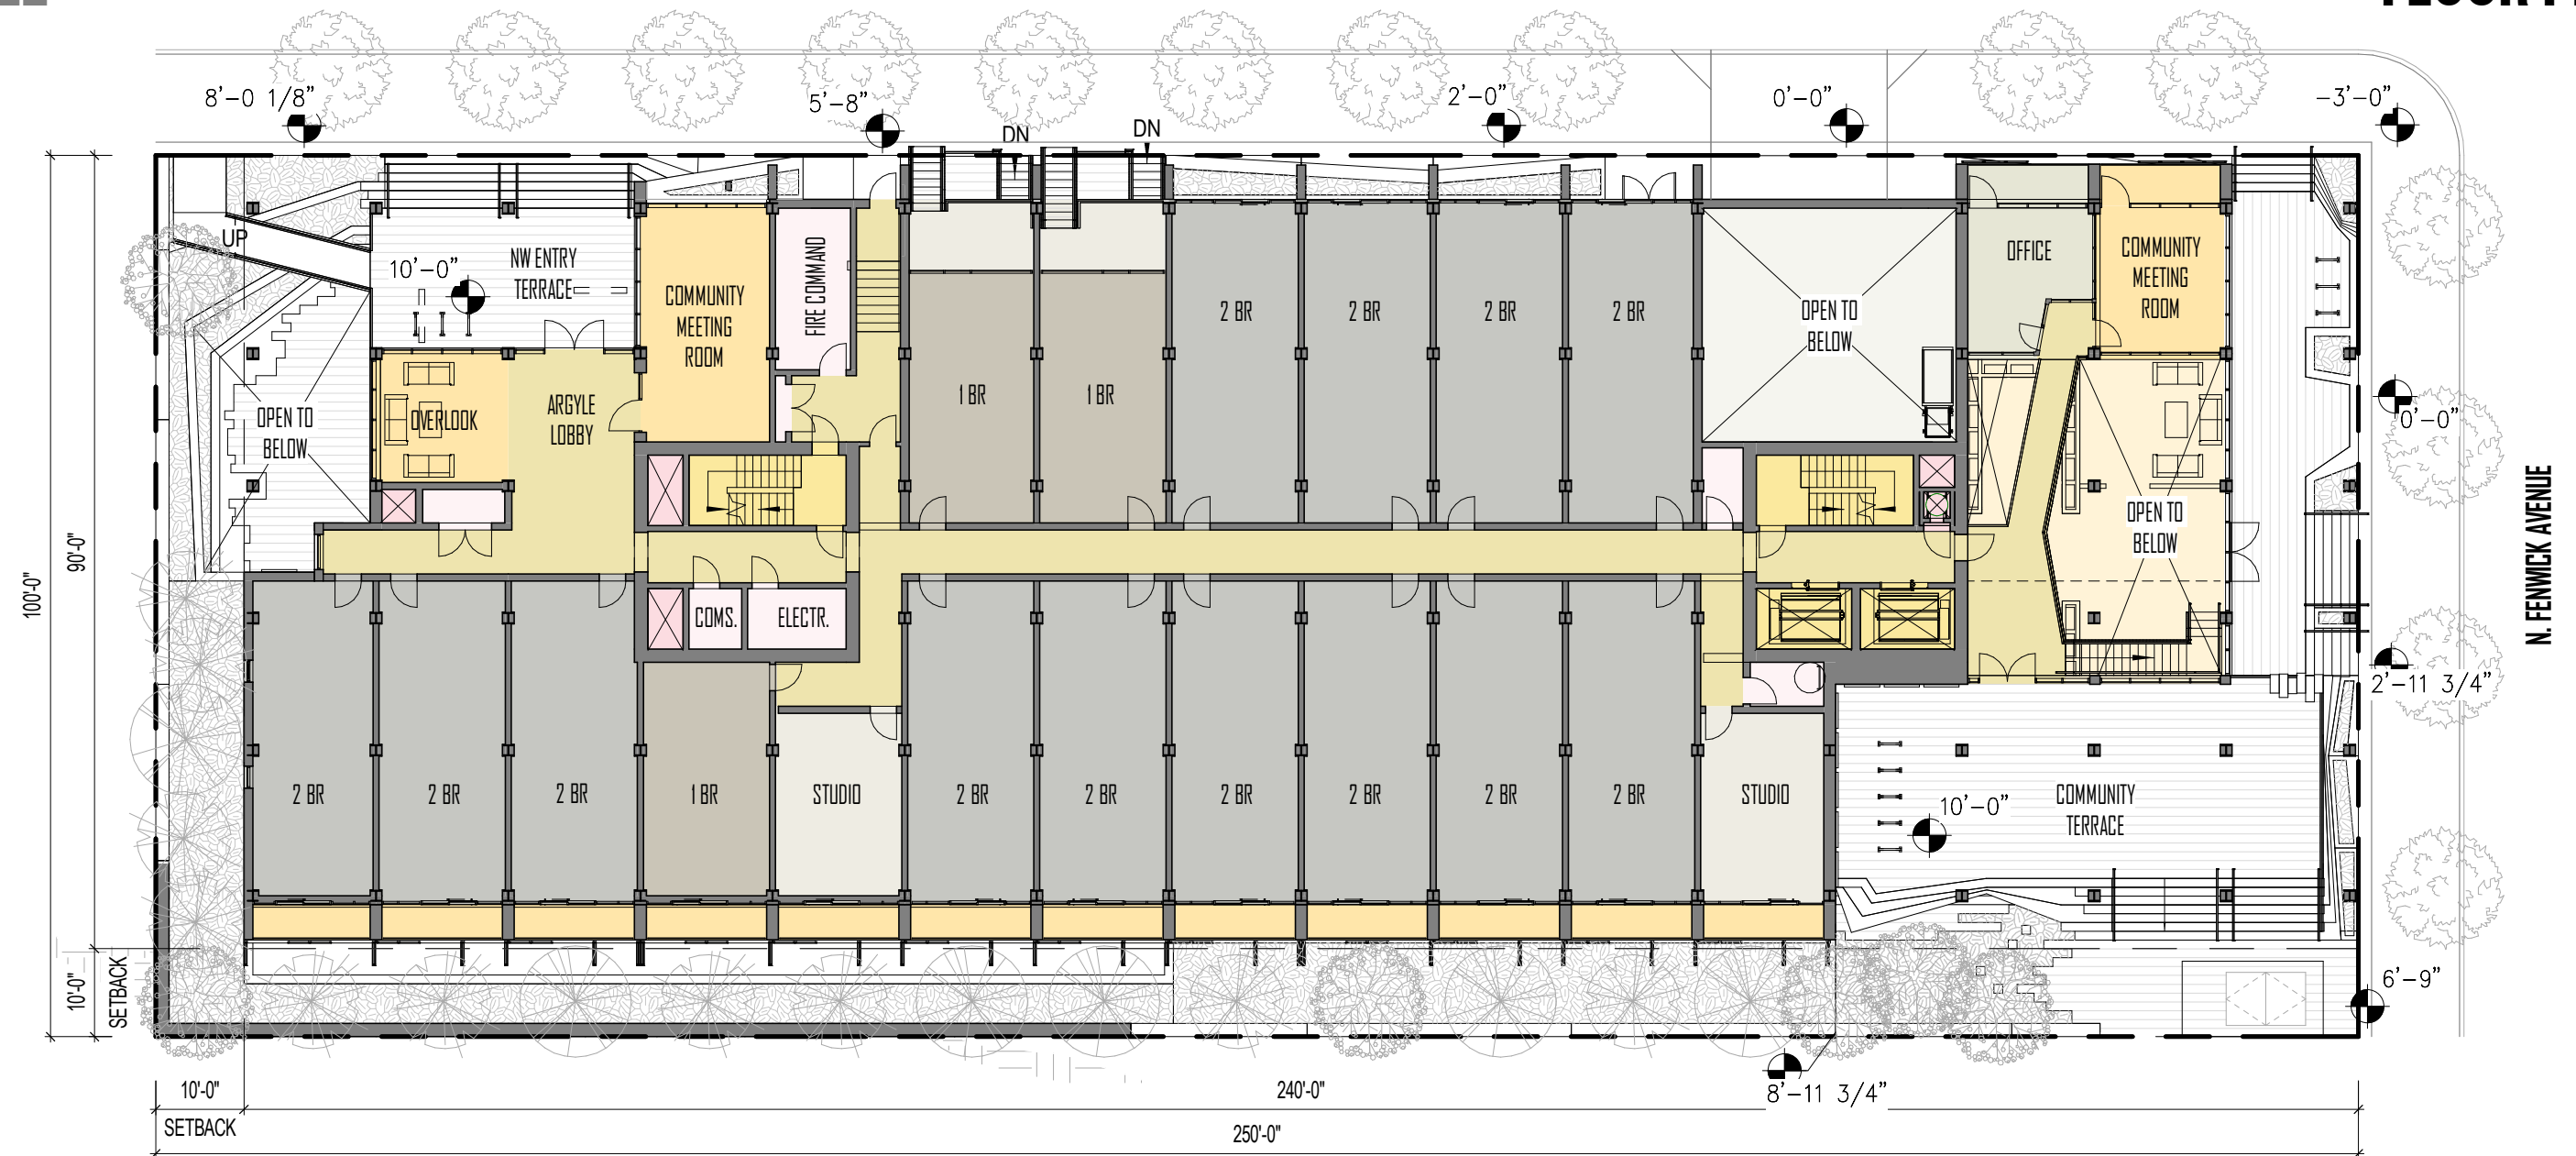 8'-0 1/8"
5'-8"
2'-0"
0'-0"
-3'-0"
DN
DN
UP
10'-0"
NW ENTRY
TERRACE
COMMUNITY
MEETING
ROOM
FIRE COMMAND
2 BR
2 BR
2 BR
2 BR
OPEN TO
BELOW
OFFICE
COMMUNITY
MEETING
ROOM
1 BR
1 BR
OPEN TO
BELOW
OVERLOOK
ARGYLE
LOBBY
0'-0"
OPEN TO
BELOW
N. FENWICK AVENUE
100'-0"
90'-0"
COMS.
ELECTR.
2'-11 3/4"
2 BR
2 BR
2 BR
1 BR
STUDIO
2 BR
2 BR
2 BR
2 BR
2 BR
2 BR
STUDIO
10'-0"
COMMUNITY
TERRACE
10'-0"
SETBACK
6'-9"
10'-0"
SETBACK
240'-0"
8'-11 3/4"
250'-0"